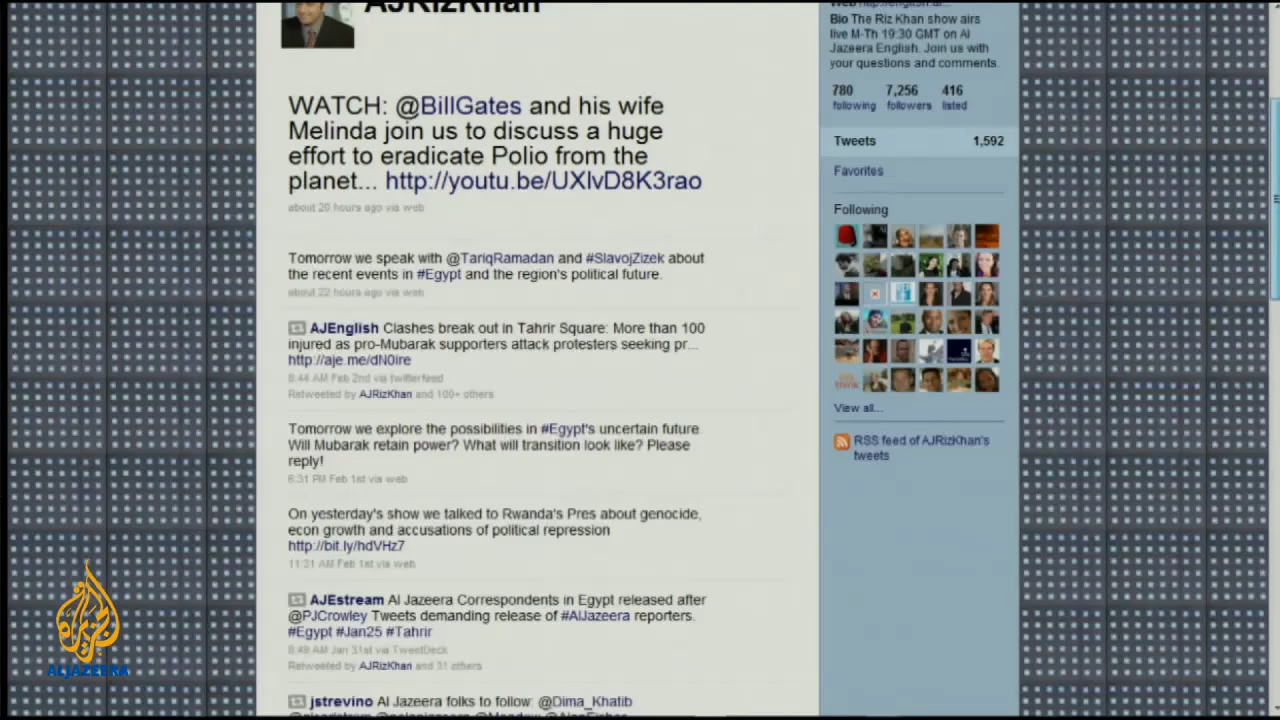 AJRizKhan
WATCH: @BillGates and his wife
Melinda join us to discuss a huge
effort to eradicate Polio from the
planet... http://youtu.be/UXlvD8K3rao
about 20 hours ago via web
Tomorrow we speak with @TariqRamadan and #SlavojZizek about
the recent events in #Egypt and the region's political future.
about 22 hours ago via web
AJEnglish Clashes break out in Tahrir Square: More than 100
injured as pro-Mubarak supporters attack protesters seeking pr...
http://aje.me/dN0ire
8:44 AM Feb 2nd via twitterfeed
Retweeted by AJRizKhan and 100+ others
Tomorrow we explore the possibilities in #Egypt's uncertain future.
Will Mubarak retain power? What will transition look like? Please
reply!
6:31 PM Feb 1st via web
On yesterday's show we talked to Rwanda's Pres about genocide,
econ growth and accusations of political repression
http://bit.ly/hdVHz7
11:31 AM Feb 1st via web
AJEstream Al Jazeera Correspondents in Egypt released after
@PJCrowley Tweets demanding release of #AlJazeera reporters.
#Egypt #Jan25 #Tahrir
8:49 AM Jan 31st via TweetDeck
Retweeted by AJRizKhan and 31 others
jstrevino Al Jazeera folks to follow: @Dima_Khatib
Web http://english.al...
Bio The Riz Khan show airs
live M-Th 19:30 GMT on Al
Jazeera English. Join us with
your questions and comments.
780 7,256 416
following followers listed
Tweets 1,592
Favorites
Following
View all...
RSS feed of AJRizKhan's
tweets
ALJAZEERA